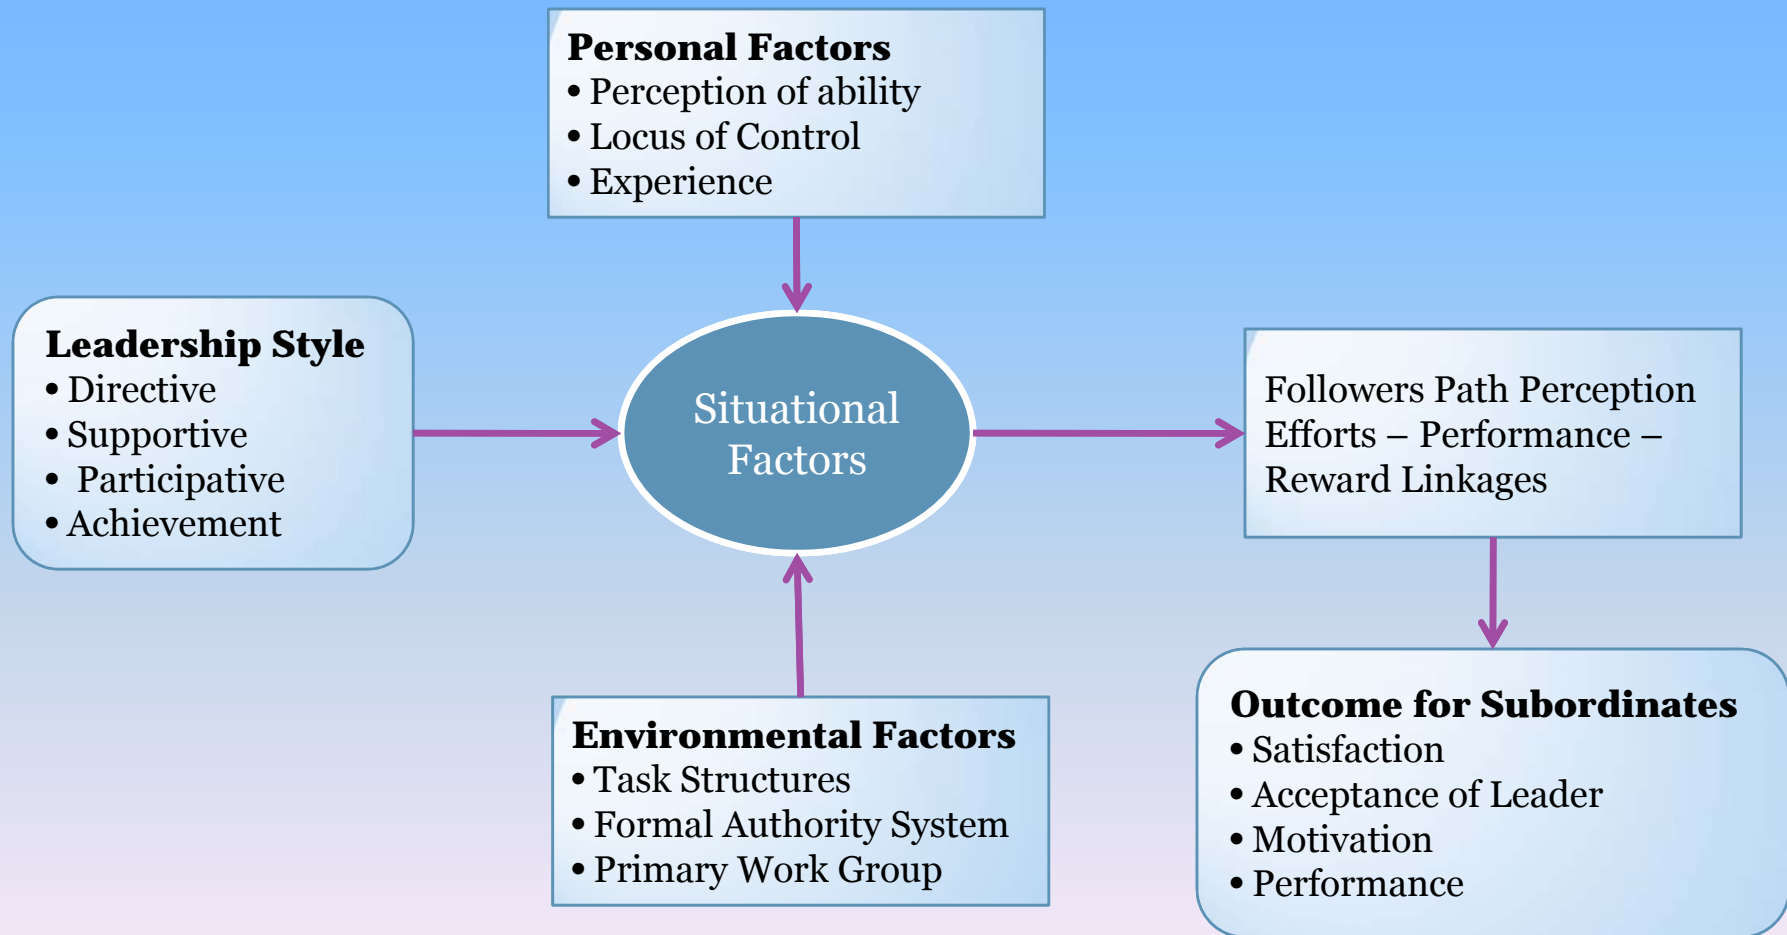 Personal Factors
• Perception of ability
• Locus of Control
• Experience
Leadership Style
• Directive
• Supportive
• Participative
• Achievement
Situational
Factors
Followers Path Perception
Efforts – Performance –
Reward Linkages
Environmental Factors
• Task Structures
• Formal Authority System
• Primary Work Group
Outcome for Subordinates
• Satisfaction
• Acceptance of Leader
• Motivation
• Performance